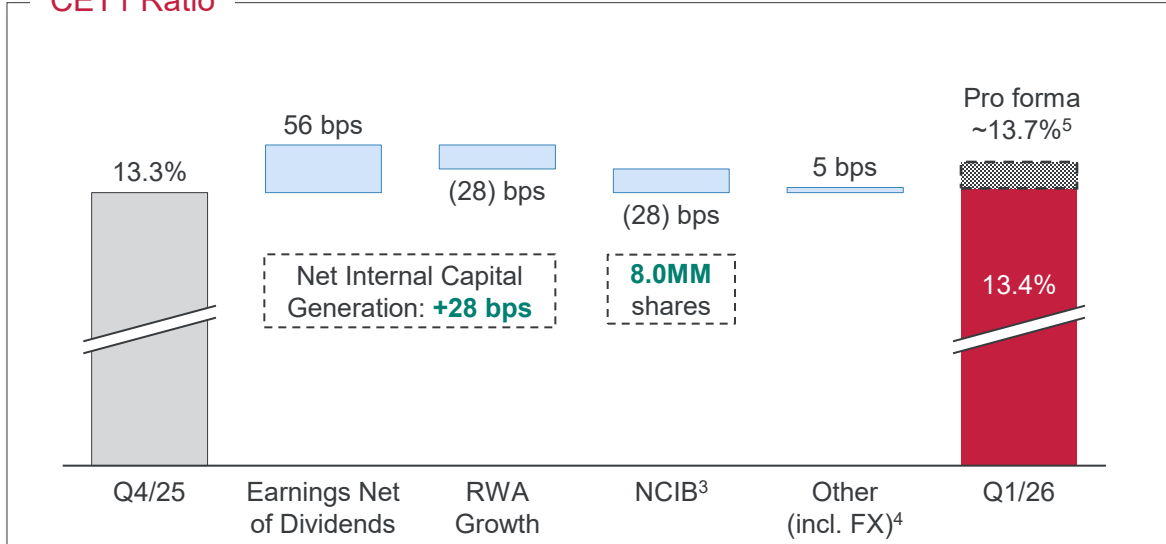 CET1 Ratio
Pro forma
~13.7%⁵
56 bps
13.3%
(28) bps
(28) bps
5 bps
Net Internal Capital
Generation: +28 bps
8.0MM
shares
13.4%
Q4/25
Earnings Net
of Dividends
RWA
Growth
NCIB³
Other
(incl. FX)⁴
Q1/26